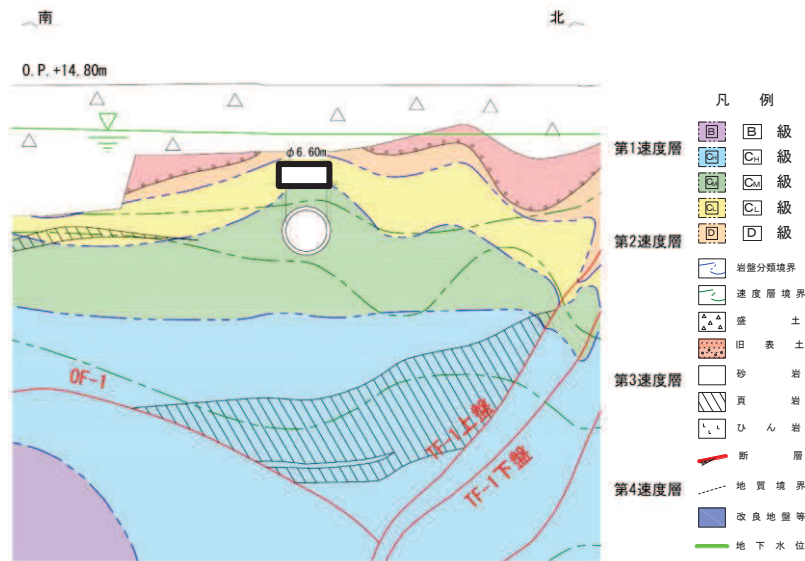 南
北
O.P.+14.80m
φ6.60m
第1速度層
第2速度層
第3速度層
第4速度層
OF-1
TF-1上盤
TF-1下盤
凡 例
B B 級
CH CH 級
CM CM 級
CL CL 級
D D 級
岩盤分類境界
速度層境界
盛 土
旧 表 土
砂 岩
頁 岩
ひ ん 岩
断 層
地 質 境 界
改 良 地 盤 等
地 下 水 位